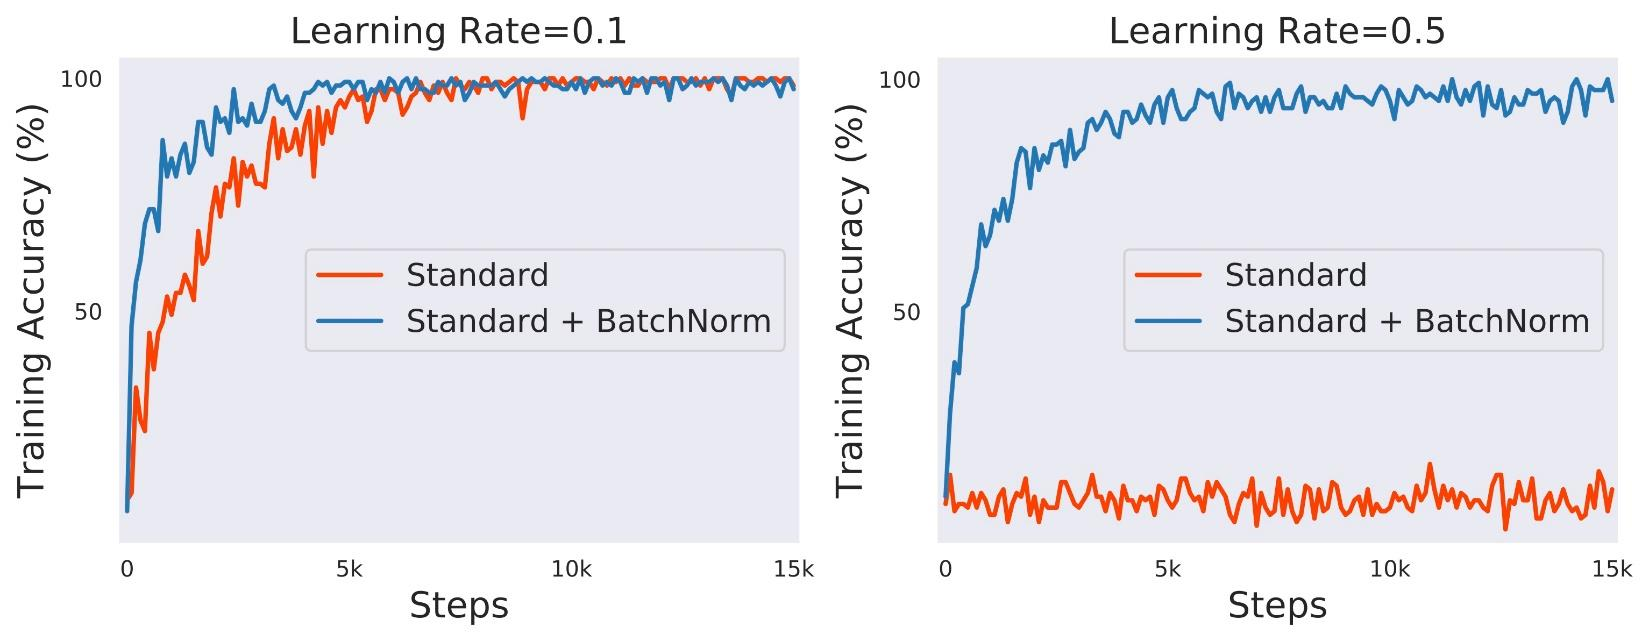 Learning Rate=0.1
Training Accuracy (%)
100
50
Standard
Standard + BatchNorm
0 5k 10k 15k
Steps
Learning Rate=0.5
Training Accuracy (%)
100
50
Standard
Standard + BatchNorm
0 5k 10k 15k
Steps